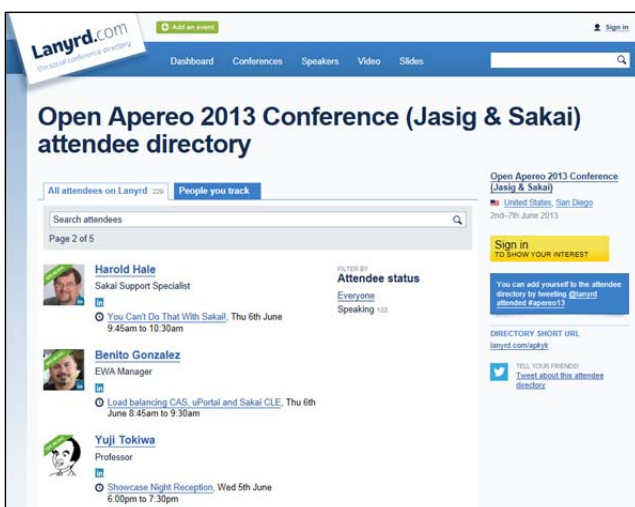 Lanyrd.com
the social conference directory
Add an event
Sign in
Dashboard Conferences Speakers Video Slides
Open Apereo 2013 Conference (Jasig & Sakai)
attendee directory
All attendees on Lanyrd 229 People you track
Search attendees
Page 2 of 5
Harold Hale
Sakai Support Specialist
in
You Can't Do That With Sakai!, Thu 6th June
9:45am to 10:30am
Benito Gonzalez
EWA Manager
in
Load balancing CAS, uPortal and Sakai CLE, Thu 6th
June 8:45am to 9:30am
Yuji Tokiwa
Professor
in
Showcase Night Reception, Wed 5th June
6:00pm to 7:30pm
FILTER BY
Attendee status
Everyone
Speaking 133
Open Apereo 2013 Conference
(Jasig & Sakai)
United States, San Diego
2nd–7th June 2013
Sign in
TO SHOW YOUR INTEREST
You can add yourself to the attendee
directory by tweeting @lanyrd
attended #apereo13
DIRECTORY SHORT URL
lanyrd.com/apkyk
TELL YOUR FRIENDS!
Tweet about this attendee
directory